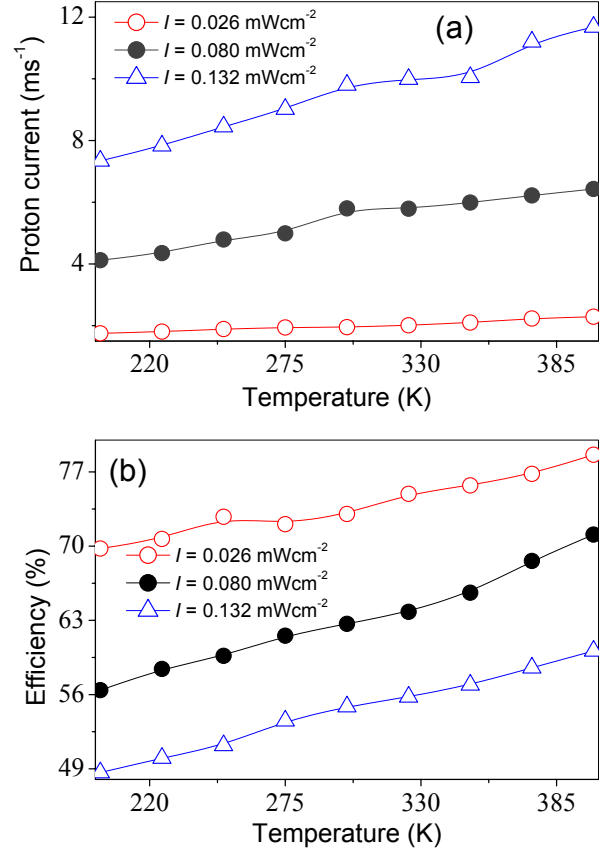 12
8
4
Proton current (ms⁻¹)
I = 0.026 mWcm⁻²
I = 0.080 mWcm⁻²
I = 0.132 mWcm⁻²
(a)
220 275 330 385
Temperature (K)
(b)
77
70
63
56
49
Efficiency (%)
I = 0.026 mWcm⁻²
I = 0.080 mWcm⁻²
I = 0.132 mWcm⁻²
220 275 330 385
Temperature (K)